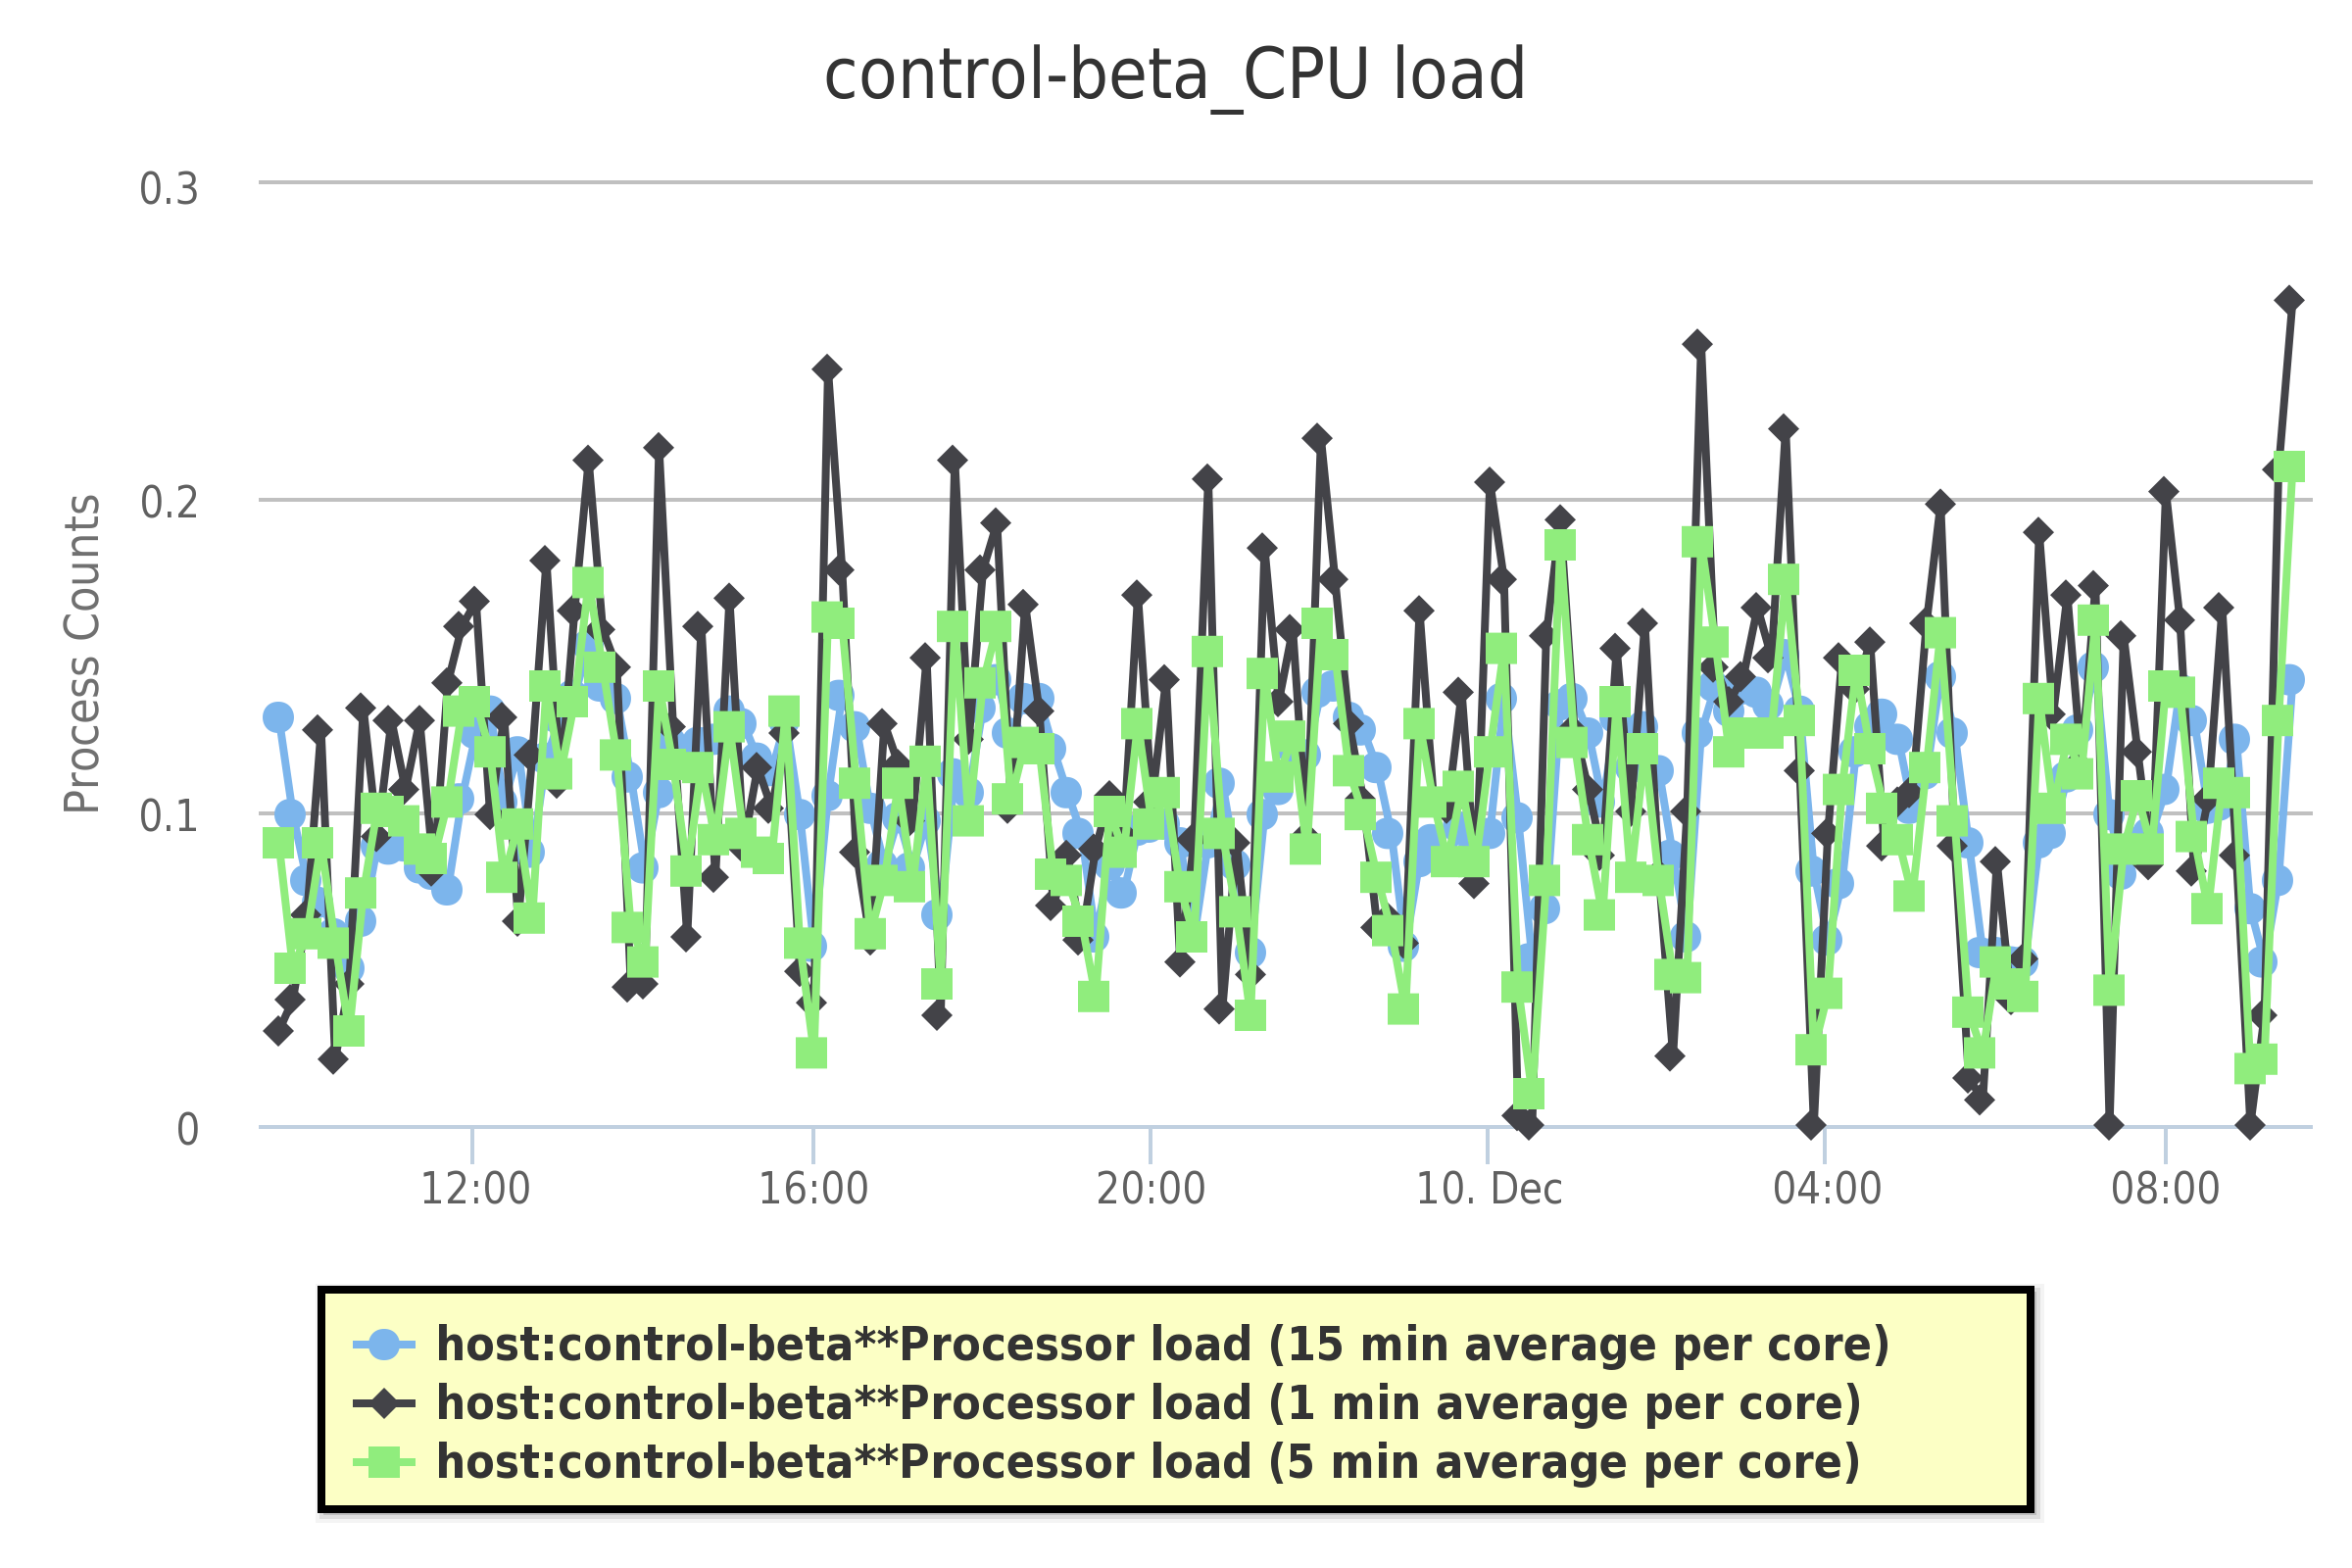 control-beta_CPU load
Process Counts
0.3
0.2
0.1
0
12:00
16:00
20:00
10. Dec
04:00
08:00
host:control-beta**Processor load (15 min average per core)
host:control-beta**Processor load (1 min average per core)
host:control-beta**Processor load (5 min average per core)